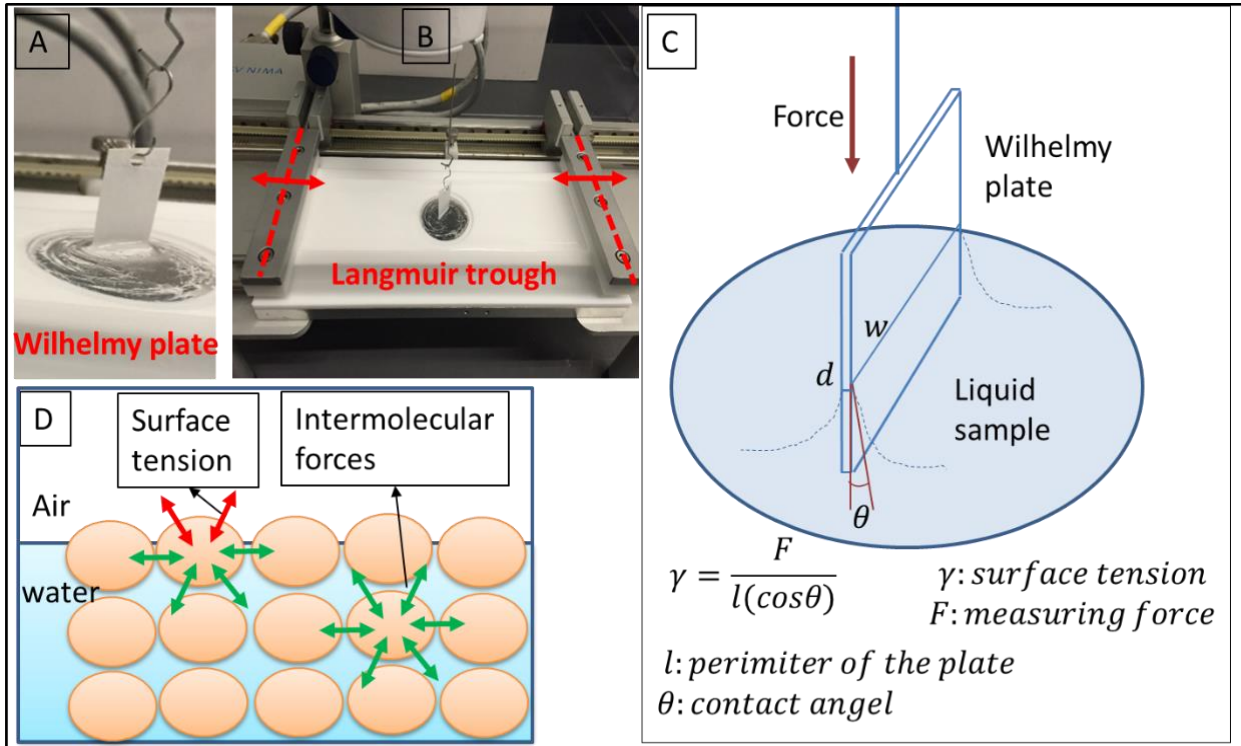 A
Wilhelmy plate
B
V-NIMA
Langmuir trough
C
Force
Wilhelmy
plate
w
d
Liquid
sample
θ
γ = F / l(cosθ)
γ: surface tension
F: measuring force
l: perimiter of the plate
θ: contact angel
D
Surface
tension
Intermolecular
forces
Air
water